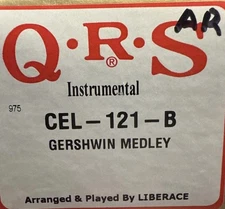 AR
Q·R·S
Instrumental
975
CEL-121-B
GERSHWIN MEDLEY
Arranged & Played By LIBERACE